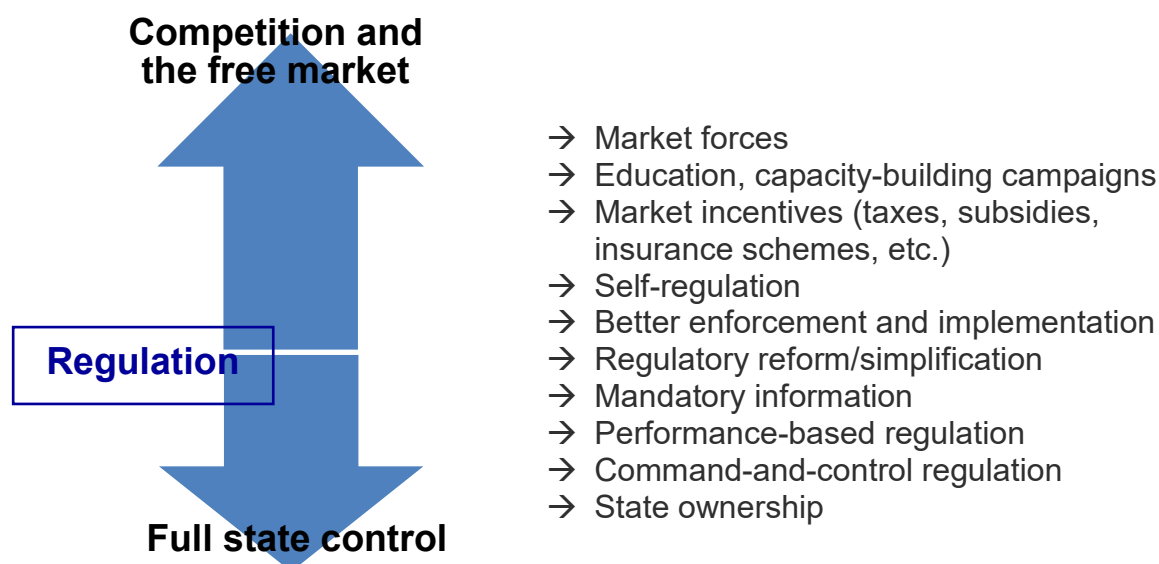 Competition and
the free market
Regulation
Full state control
→ Market forces
→ Education, capacity-building campaigns
→ Market incentives (taxes, subsidies,
insurance schemes, etc.)
→ Self-regulation
→ Better enforcement and implementation
→ Regulatory reform/simplification
→ Mandatory information
→ Performance-based regulation
→ Command-and-control regulation
→ State ownership